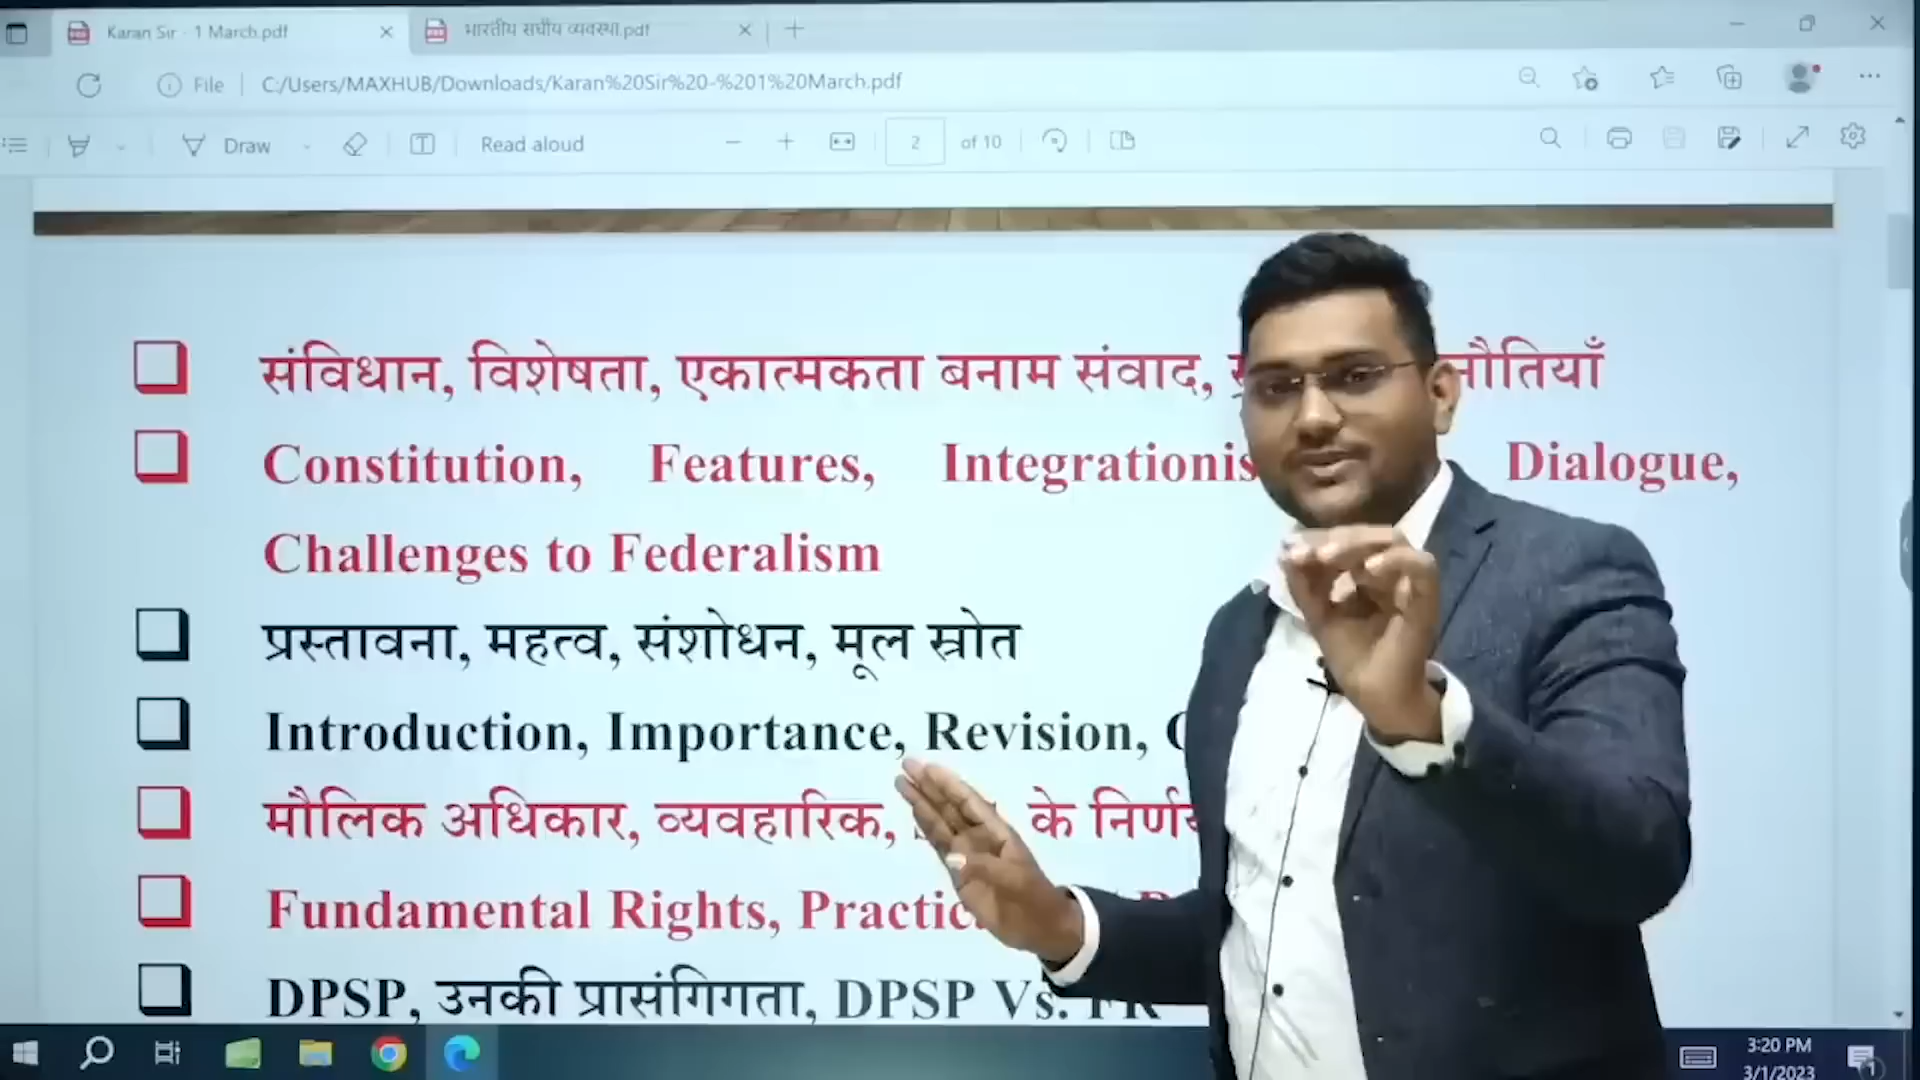 Karan Sir - 1 March.pdf
भारतीय संघीय व्यवस्था.pdf
File
C:/Users/MAXHUB/Downloads/Karan%20Sir%20-%201%20March.pdf
Draw
Read aloud
2
of 10
संविधान, विशेषता, एकात्मकता बनाम संवाद,
Constitution, Features, Dialogue,
Challenges to Federalism
प्रस्तावना, महत्व, संशोधन, मूल स्रोत
Introduction, Importance, Revision,
मौलिक अधिकार, व्यवहारिक, के
Fundamental Rights,
DPSP, उनकी प्रासंगिगता, DPSP Vs. FR
3:20 PM
3/1/2023
1